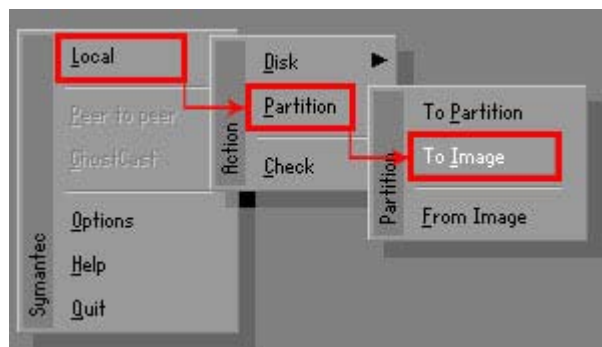 Local
Peer to peer
GhostCast
Options
Help
Quit
Symantec
Disk
Partition
Check
Action
To Partition
To Image
From Image
Partition